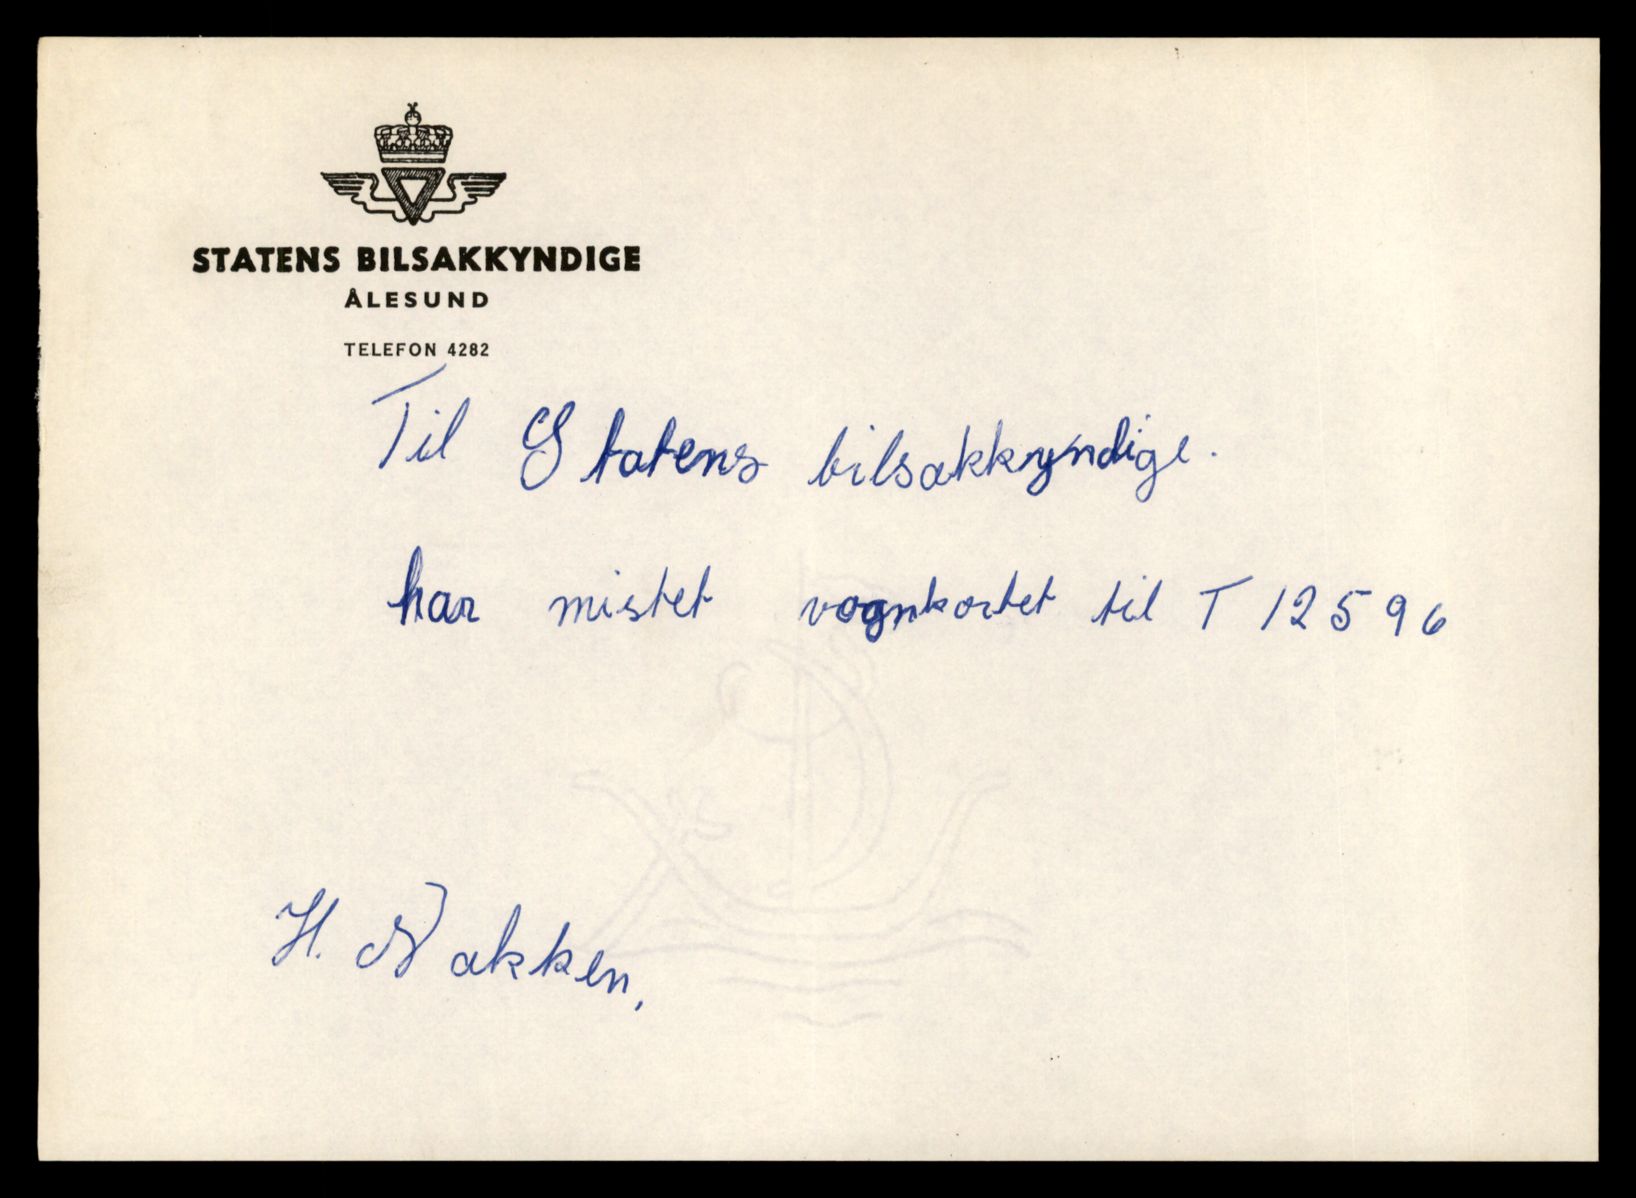 STATENS BILSAKKYNDIGE
ÅLESUND
TELEFON 4282
Til Statens bilsakkyndige.
har mistet vognkortet til T 12596
H. Nakken,